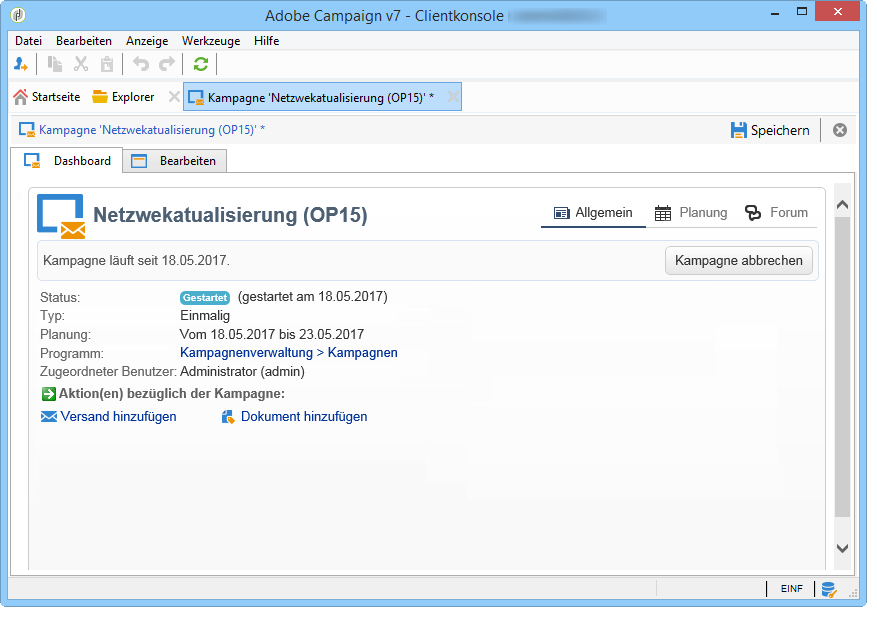 Adobe Campaign v7 - Clientkonsole
Datei Bearbeiten Anzeige Werkzeuge Hilfe
Startseite Explorer Kampagne 'Netzwekatualisierung (OP15)' *
Kampagne 'Netzwekatualisierung (OP15)' * Speichern
Dashboard Bearbeiten
Netzwekatualisierung (OP15) Allgemein Planung Forum
Kampagne läuft seit 18.05.2017. Kampagne abbrechen
Status: Gestartet (gestartet am 18.05.2017)
Typ: Einmalig
Planung: Vom 18.05.2017 bis 23.05.2017
Programm: Kampagnenverwaltung > Kampagnen
Zugeordneter Benutzer: Administrator (admin)
Aktion(en) bezüglich der Kampagne:
Versand hinzufügen Dokument hinzufügen
EINF